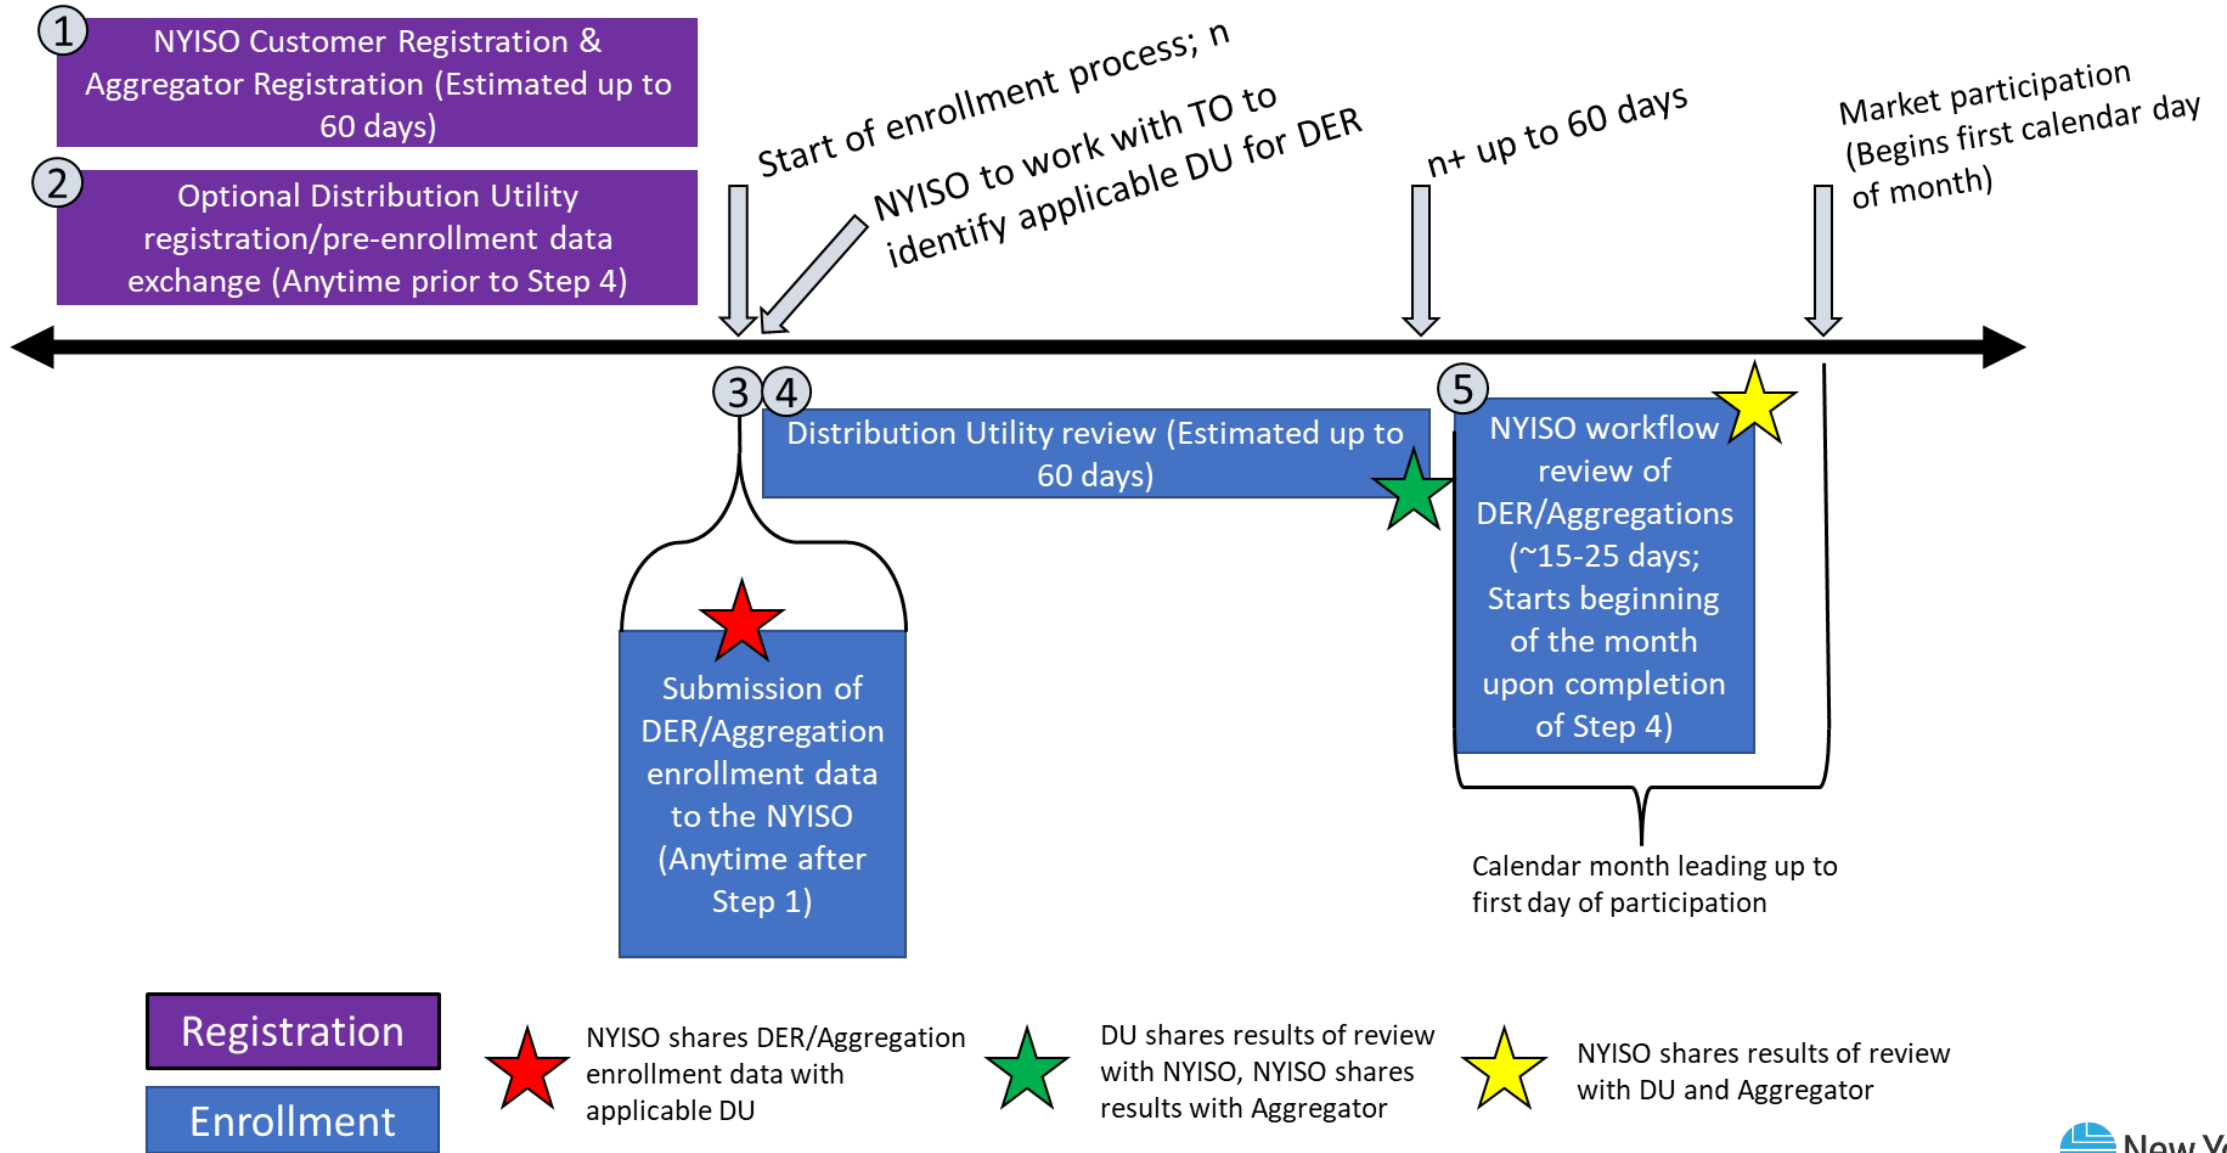 1
NYISO Customer Registration &
Aggregator Registration (Estimated up to
60 days)
2
Optional Distribution Utility
registration/pre-enrollment data
exchange (Anytime prior to Step 4)
Start of enrollment process; n
NYISO to work with TO to
identify applicable DU for DER
n+ up to 60 days
Market participation
(Begins first calendar day
of month)
3
4
Distribution Utility review (Estimated up to
60 days)
5
NYISO workflow
review of
DER/Aggregations
(~15-25 days;
Starts beginning
of the month
upon completion
of Step 4)
Submission of
DER/Aggregation
enrollment data
to the NYISO
(Anytime after
Step 1)
Calendar month leading up to
first day of participation
Registration
Enrollment
NYISO shares DER/Aggregation
enrollment data with
applicable DU
DU shares results of review
with NYISO, NYISO shares
results with Aggregator
NYISO shares results of review
with DU and Aggregator
New Yo